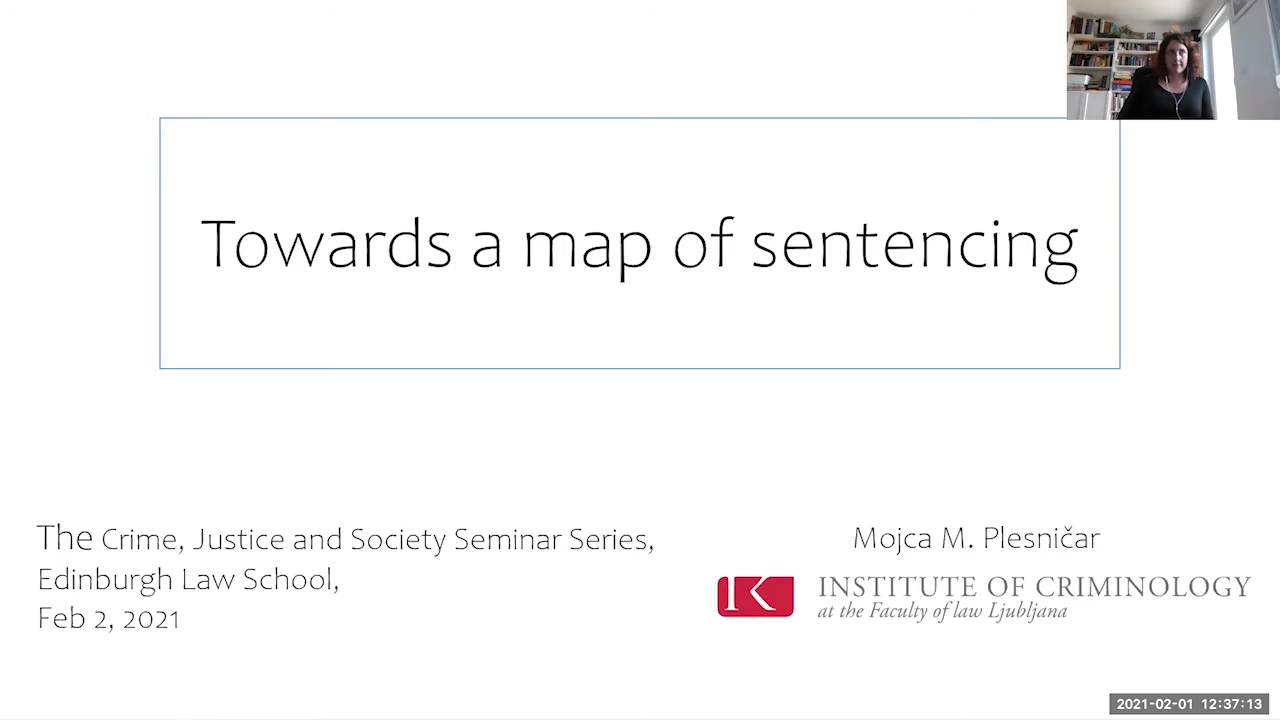 Towards a map of sentencing
The Crime, Justice and Society Seminar Series,
Edinburgh Law School,
Feb 2, 2021
Mojca M. Plesničar
IK INSTITUTE OF CRIMINOLOGY
at the Faculty of law Ljubljana
2021-02-01 12:37:13